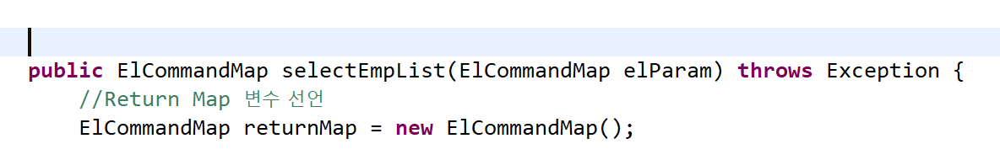 public ElCommandMap selectEmpList(ElCommandMap elParam) throws Exception {
//Return Map 변수 선언
ElCommandMap returnMap = new ElCommandMap();